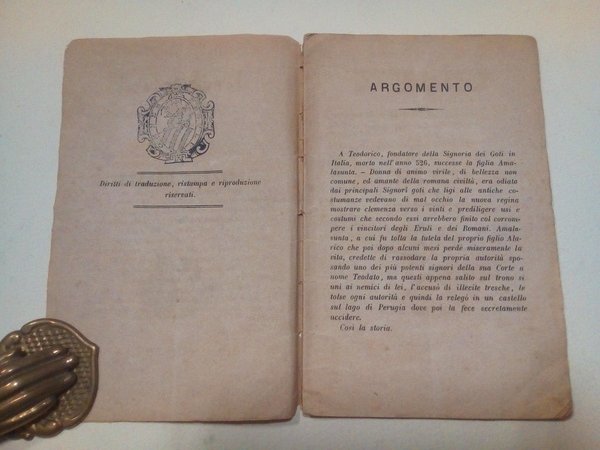 Diritti di traduzione, ristampa e riproduzione
riservati.
ARGOMENTO
A Teodorico, fondatore della Signoria dei Goti in
Italia, morto nell'anno 526, successe la figlia Ama-
lasunta. – Donna di animo virile, di bellezza non
comune, ed amante della romana civiltà, era odiata
dai principali Signori goti che ligi alle antiche co-
stumanze vedevano di mal occhio la nuova regina
mostrare clemenza verso i vinti e prediligere usi e
costumi che secondo essi arrebbero finito col corrom-
pere i vincitori degli Eruli e dei Romani. Amala-
sunta, a cui fu tolta la tutela del proprio figlio Ala-
rico che poi dopo alcuni mesi perdè miseramente la
vita, credette di rassodare la propria autorità spo-
sando uno dei più potenti signori della sua Corte a
nome Teodato, ma questi appena salito sul trono si
unì ai nemici di lei, l'accusò di illecite tresche, le
tolse ogni autorità e quindi la relegò in un castello
sul lago di Perugia dove poi la fece secretamente
uccidere.
Così la storia.